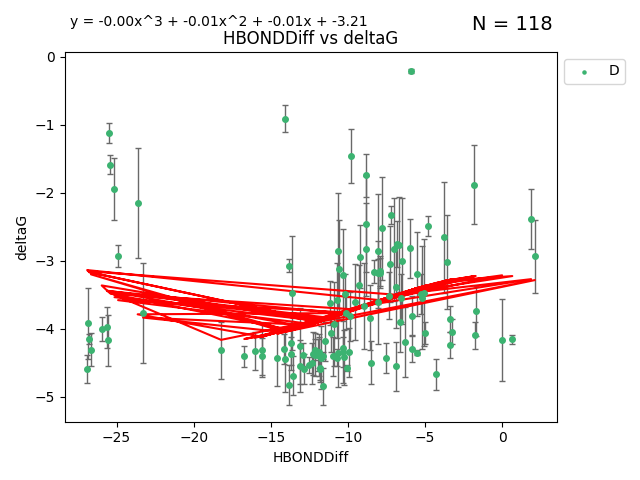 y = -0.00x^3 + -0.01x^2 + -0.01x + -3.21
N = 118
HBONDDiff vs deltaG
D
0
−1
−2
−3
−4
−5
deltaG
−25 −20 −15 −10 −5 0
HBONDDiff